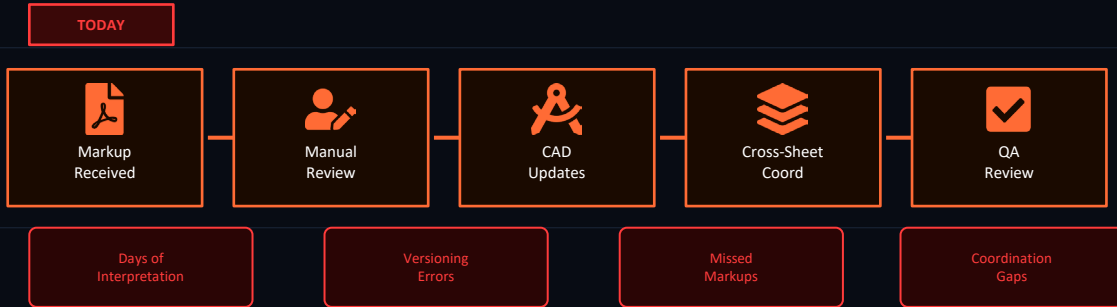 TODAY
Markup
Received
Manual
Review
CAD
Updates
Cross-Sheet
Coord
QA
Review
Days of
Interpretation
Versioning
Errors
Missed
Markups
Coordination
Gaps